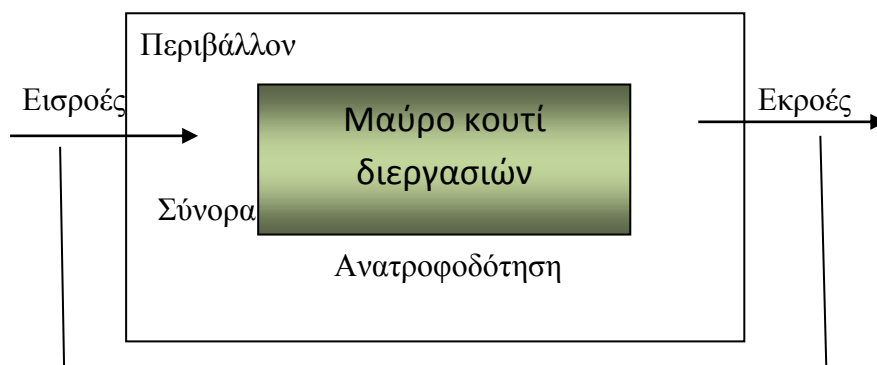 Περιβάλλον
Εισροές
Εκροές
Μαύρο κουτί
διεργασιών
Σύνορα
Ανατροφοδότηση